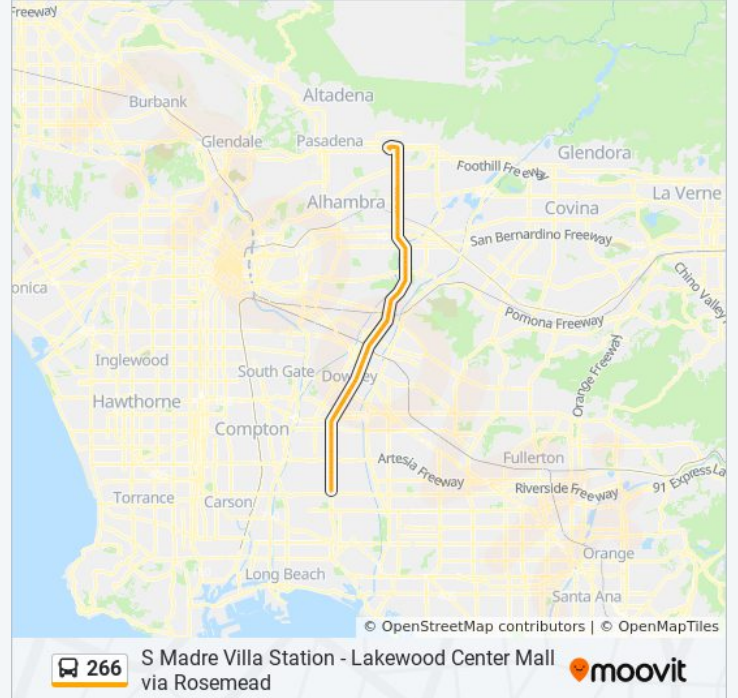 Freeway
Altadena
Burbank
Glendale
Pasadena
Glendora
Foothill Freeway
La Verne
Alhambra
Covina
San Bernardino Freeway
onica
Chino Valley
Pomona Freeway
Inglewood
South Gate
Downey
Orange Freeway
Hawthorne
Compton
Artesia Freeway
Fullerton
91 Express La
Riverside Freeway
Torrance
Carson
Orange
Long Beach
Santa Ana
© OpenStreetMap contributors | © OpenMapTiles
266
S Madre Villa Station - Lakewood Center Mall
via Rosemead
moovit